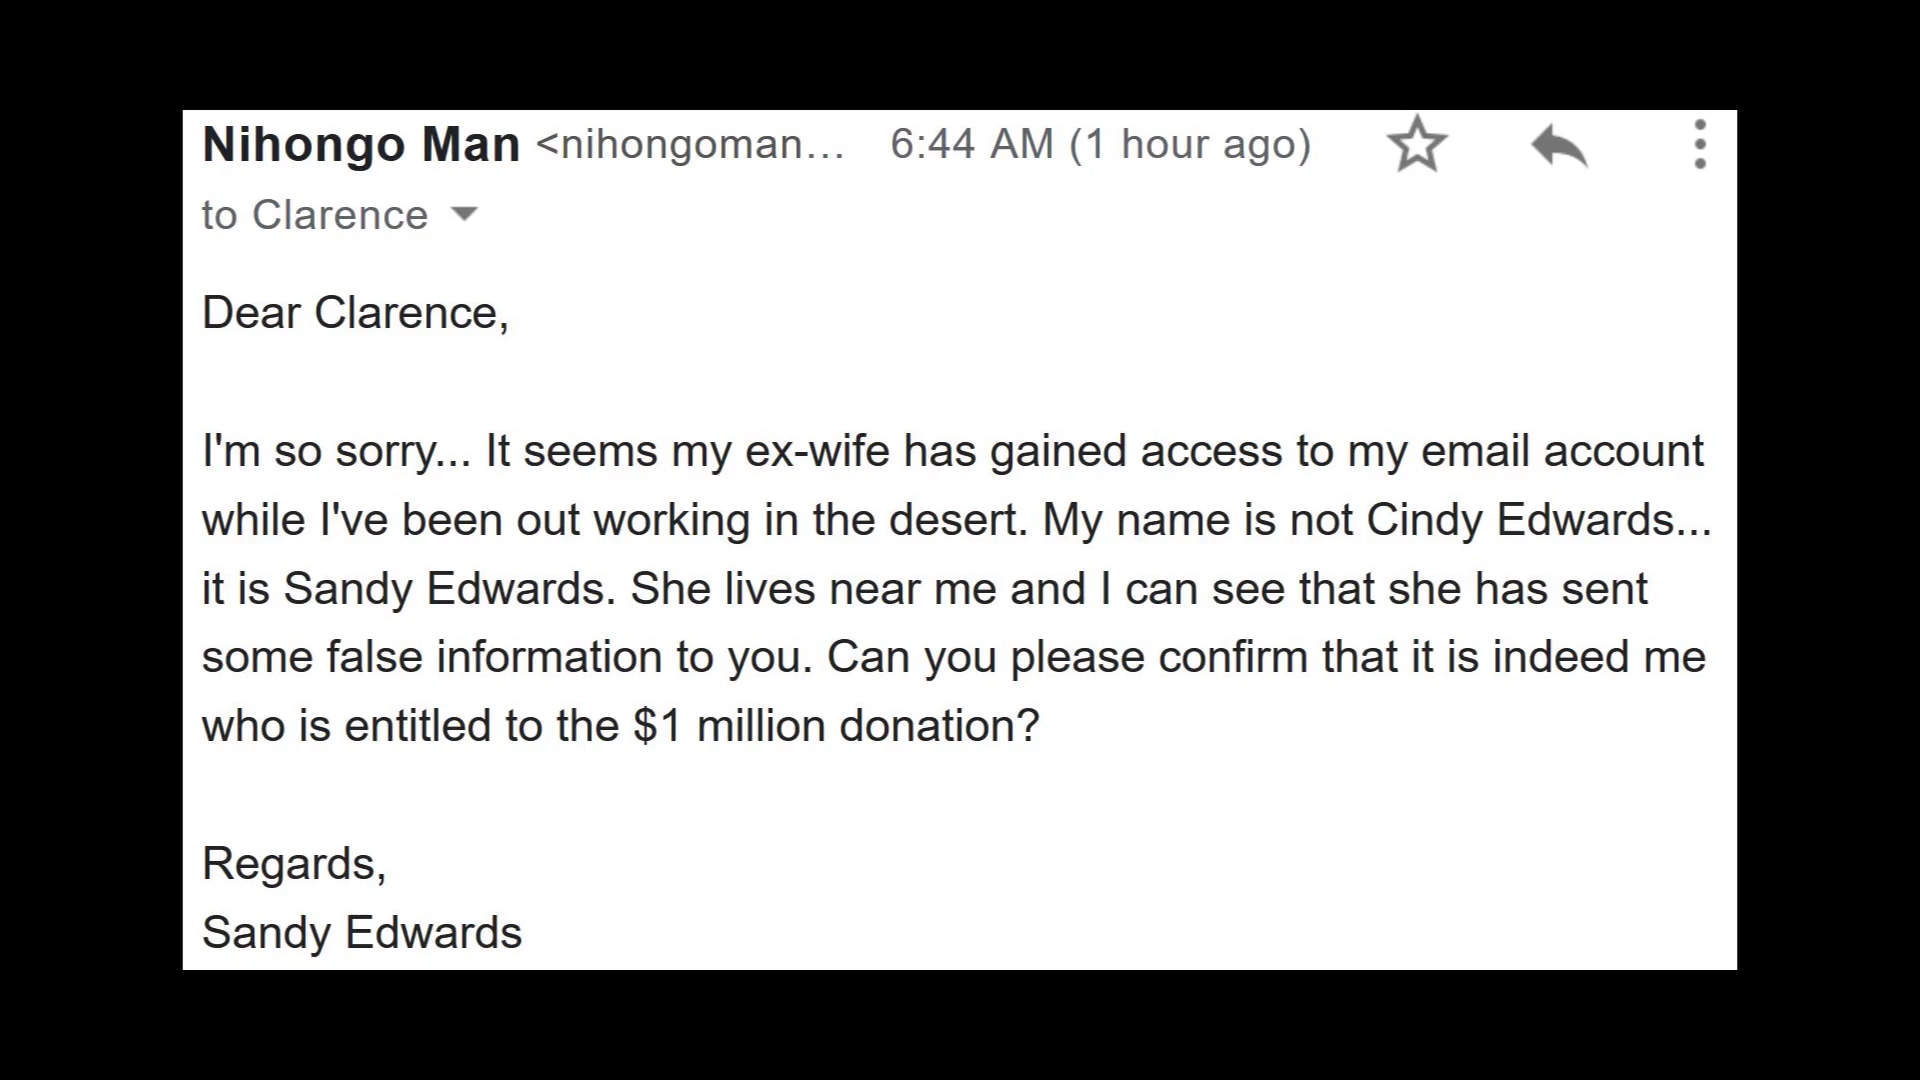 Nihongo Man <nihongoman... 6:44 AM (1 hour ago)
to Clarence
Dear Clarence,
I'm so sorry... It seems my ex-wife has gained access to my email account
while I've been out working in the desert. My name is not Cindy Edwards...
it is Sandy Edwards. She lives near me and I can see that she has sent
some false information to you. Can you please confirm that it is indeed me
who is entitled to the $1 million donation?
Regards,
Sandy Edwards